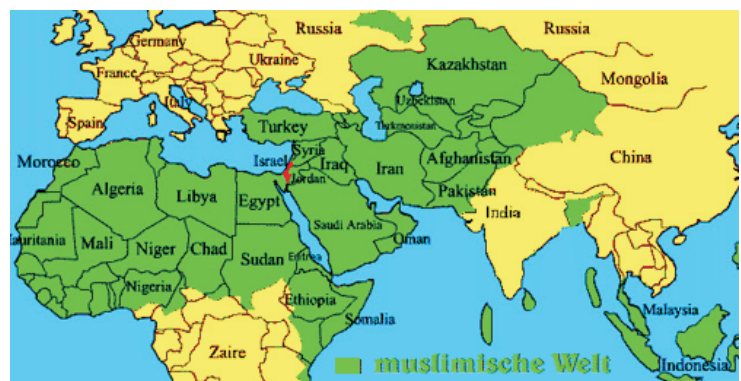 Russia
Russia
Germany
Ukraine
Kazakhstan
France
Mongolia
Italy
Uzbekistan
Spain
Turkey
Turkmonistan
Syria
Morocco
Israel
Iraq
Iran
Afghanistan
China
Jordan
Algeria
Libya
Egypt
Pakistan
India
Saudi Arabia
Mauritania
Mali
Niger
Chad
Sudan
Eritrea
Oman
Nigeria
Ethiopia
Somalia
Malaysia
Zaire
muslimische Welt
Indonesia